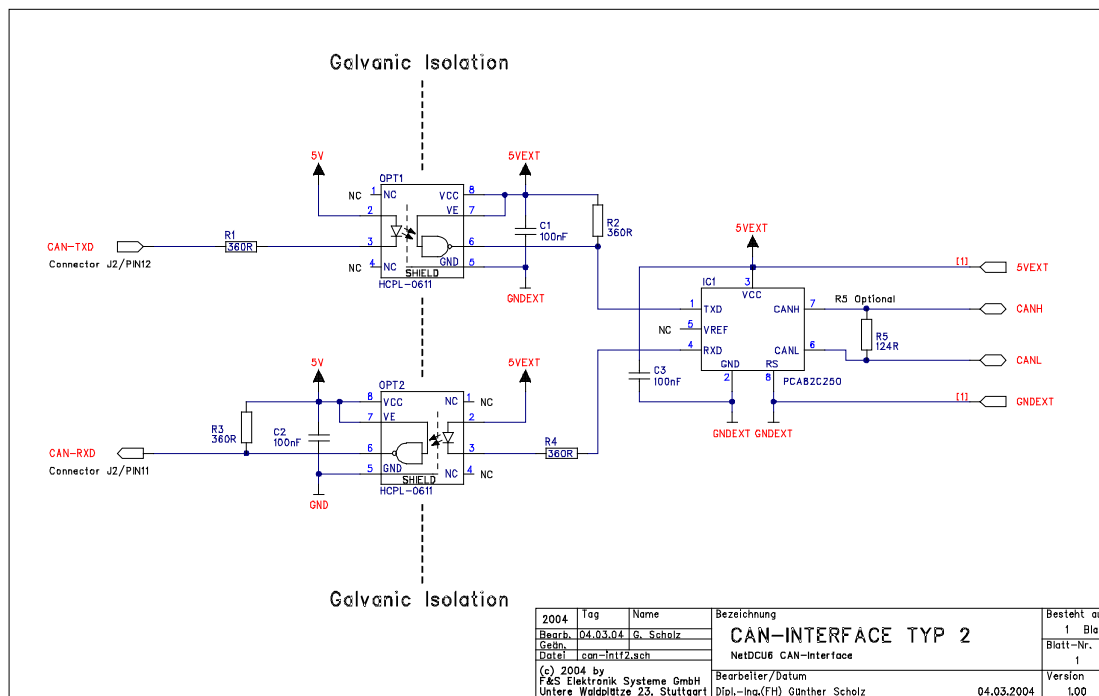 Galvanic Isolation
5V
5VEXT
OPT1
NC 1 NC VCC 8
2 VE 7
CAN-TXD R1 360R 3 6
Connector J2/PIN12
NC 4 NC GND 5
SHIELD
HCPL-0611
C1
100nF
R2
360R
GNDEXT
5VEXT
[1] 5VEXT
IC1
3
VCC
1 TXD CANH 7
R5 Optional
CANH
NC 5 VREF
R5
124R
4 RXD CANL 6
CANL
GND RS
2 8
PCA82C250
C3
100nF
[1] GNDEXT
GNDEXT GNDEXT
5V
5VEXT
OPT2
8 VCC NC 1 NC
7 VE 2
R3
360R
C2
100nF
CAN-RXD 6 3 R4 360R
Connector J2/PIN11
5 GND NC 4 NC
SHIELD
HCPL-0611
GND
Galvanic Isolation
2004 Tag Name
Bearb. 04.03.04 G. Scholz
Geän.
Datei can-intf2.sch
(c) 2004 by
F&S Elektronik Systeme GmbH
Untere Waldplätze 23, Stuttgart
Bezeichnung
CAN-INTERFACE TYP 2
NetDCU6 CAN-Interface
Bearbeiter/Datum
Dipl.-Ing.(FH) Günther Scholz 04.03.2004
Besteht au
1 Bla
Blatt-Nr.
1
Version
1.00